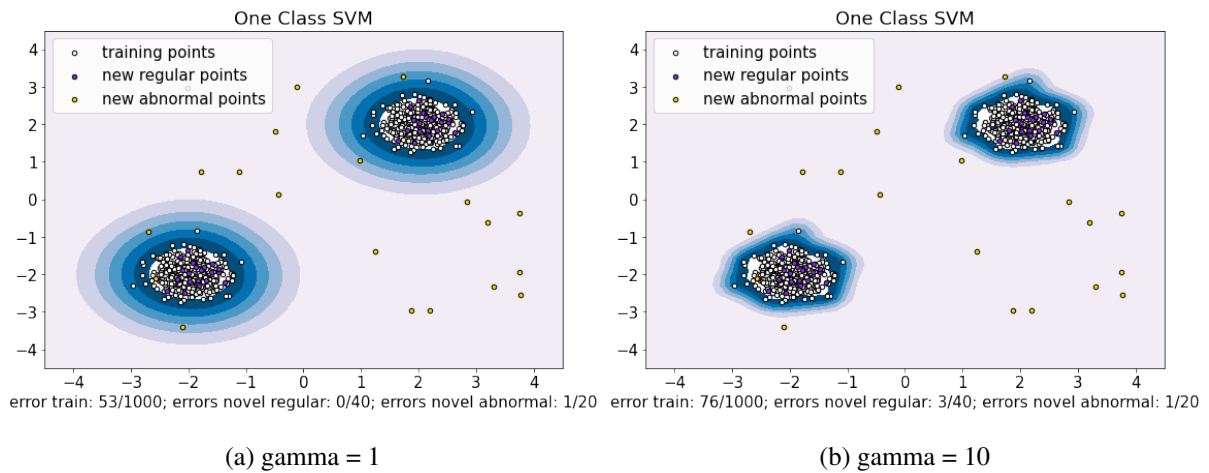 One Class SVM
4
3
2
1
0
−1
−2
−3
−4
training points
new regular points
new abnormal points
−4 −3 −2 −1 0 1 2 3 4
error train: 53/1000; errors novel regular: 0/40; errors novel abnormal: 1/20
(a) gamma = 1
One Class SVM
4
3
2
1
0
−1
−2
−3
−4
training points
new regular points
new abnormal points
−4 −3 −2 −1 0 1 2 3 4
error train: 76/1000; errors novel regular: 3/40; errors novel abnormal: 1/20
(b) gamma = 10